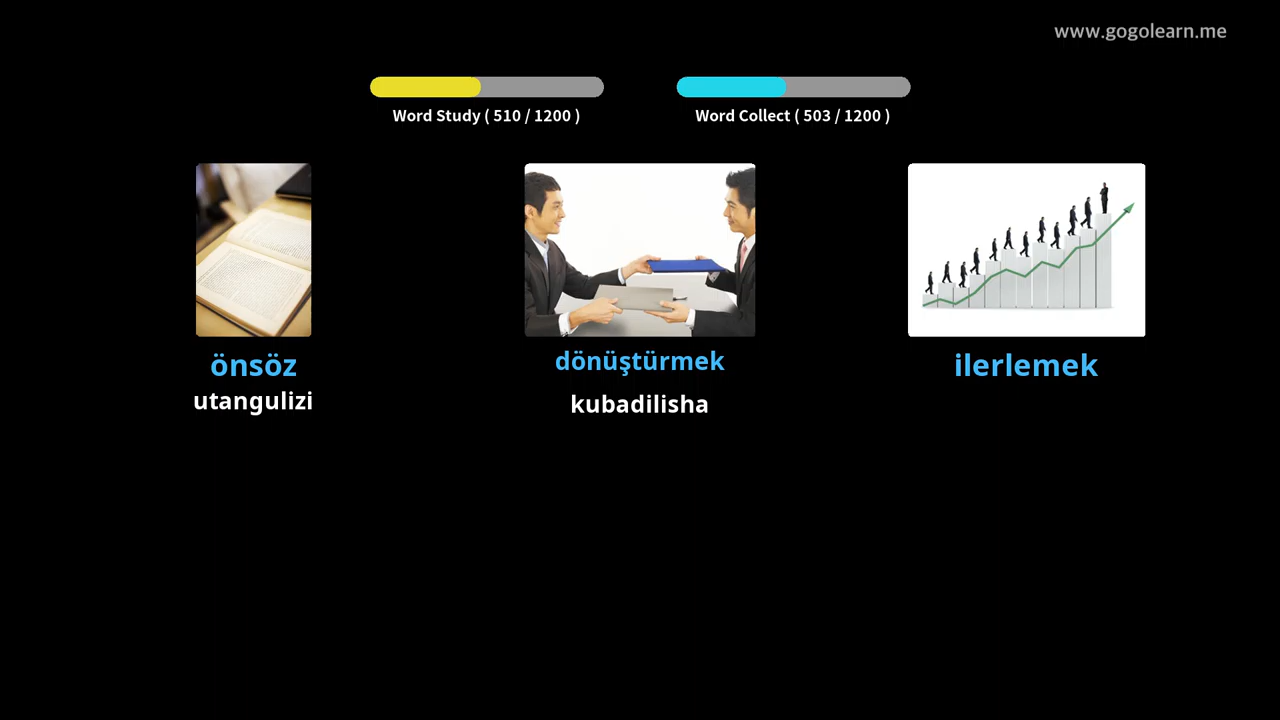 www.gogolearn.me
Word Study ( 510 / 1200 )
Word Collect ( 503 / 1200 )
önsöz
utangulizi
dönüştürmek
kubadilisha
ilerlemek